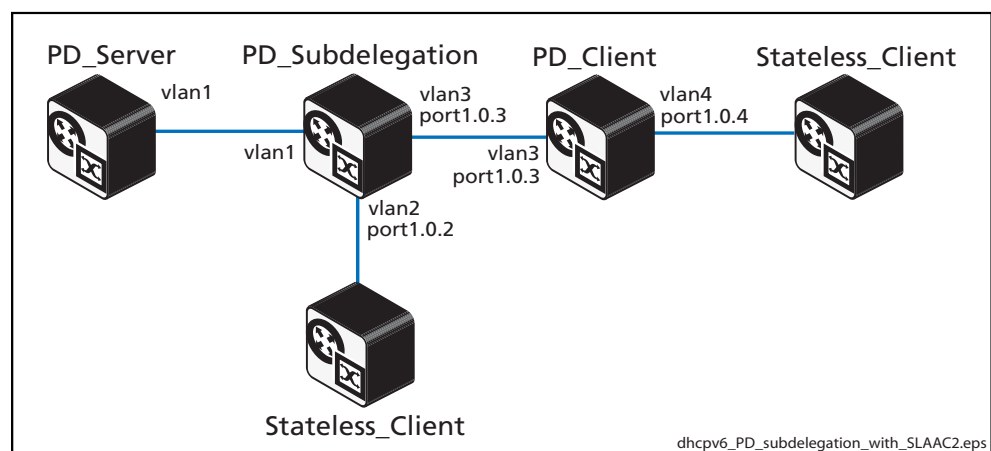 PD_Server
PD_Subdelegation
PD_Client
Stateless_Client
vlan1
vlan1
vlan3
port1.0.3
vlan3
port1.0.3
vlan4
port1.0.4
vlan2
port1.0.2
Stateless_Client
dhcpv6_PD_subdelegation_with_SLAAC2.eps